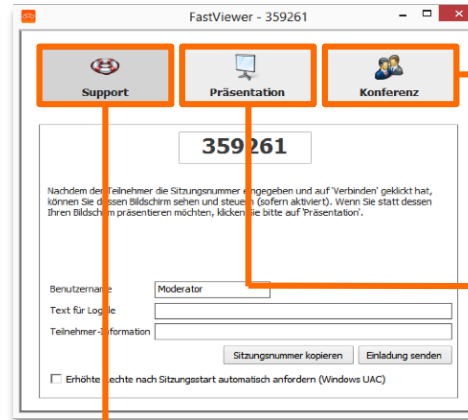 FastViewer - 359261
Support
Präsentation
Konferenz
359261
Nachdem der Teilnehmer die Sitzungsnummer eingegeben und auf 'Verbinden' geklickt hat,
können Sie dessen Bildschirm sehen und steuern (sofern aktiviert). Wenn Sie statt dessen
Ihren Bildschirm präsentieren möchten, klicken Sie bitte auf 'Präsentation'.
Benutzername
Moderator
Text für Logfile
Teilnehmer-Information
Sitzungsnummer kopieren
Einladung senden
Erhöhte Rechte nach Sitzungsstart automatisch anfordern (Windows UAC)